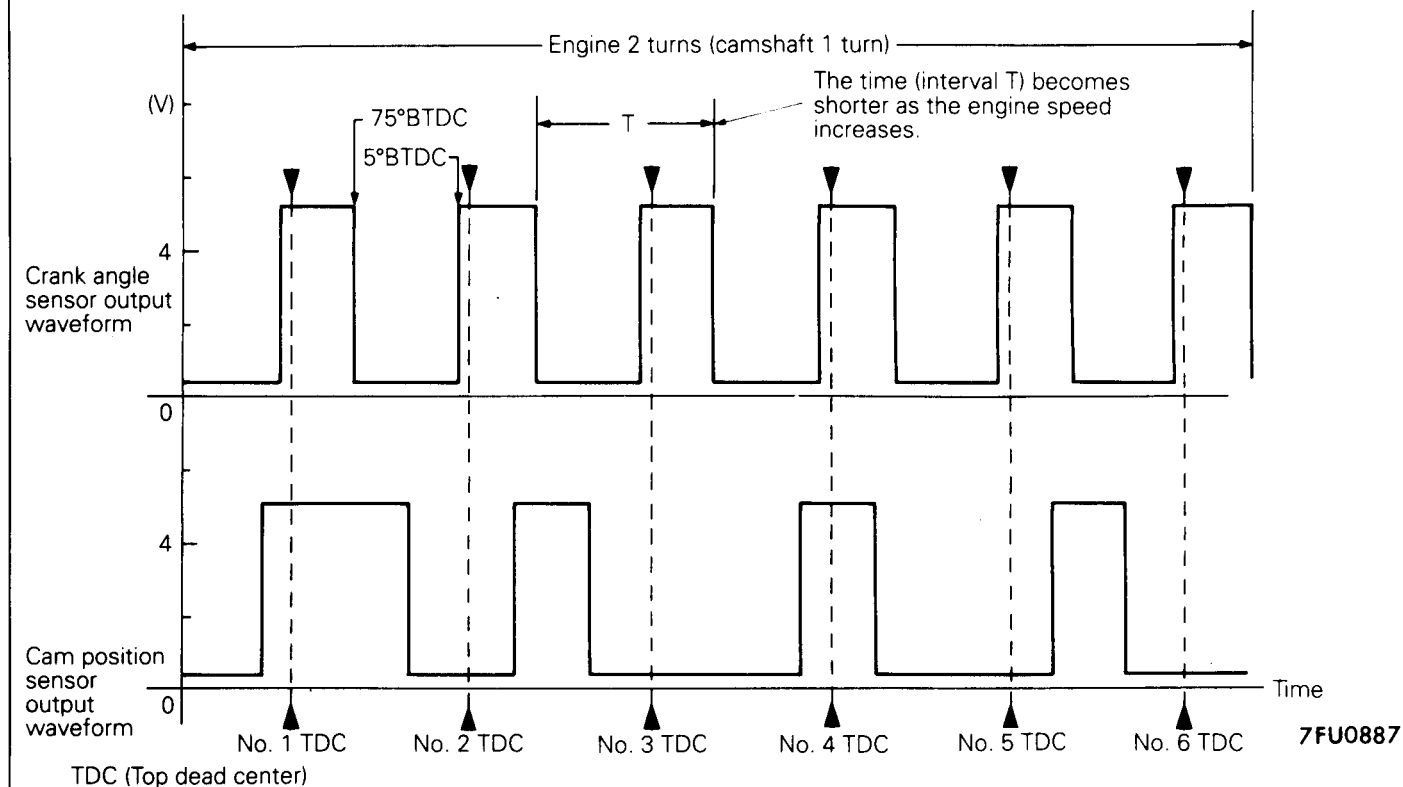 Engine 2 turns (camshaft 1 turn)
The time (interval T) becomes
shorter as the engine speed
increases.
(V)
75°BTDC
T
5°BTDC
4
Crank angle
sensor output
waveform
0
4
Cam position
sensor
output
waveform
0
Time
No. 1 TDC
No. 2 TDC
No. 3 TDC
No. 4 TDC
No. 5 TDC
No. 6 TDC
7FU0887
TDC (Top dead center)